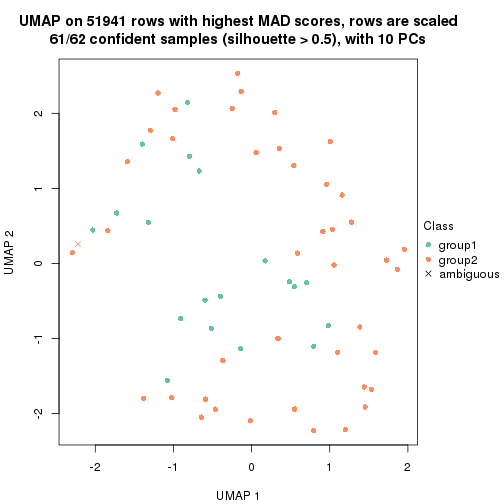 UMAP on 51941 rows with highest MAD scores, rows are scaled
61/62 confident samples (silhouette > 0.5), with 10 PCs
2
1
0
-1
-2
UMAP 2
Class
group1
group2
ambiguous
-2
-1
0
1
2
UMAP 1